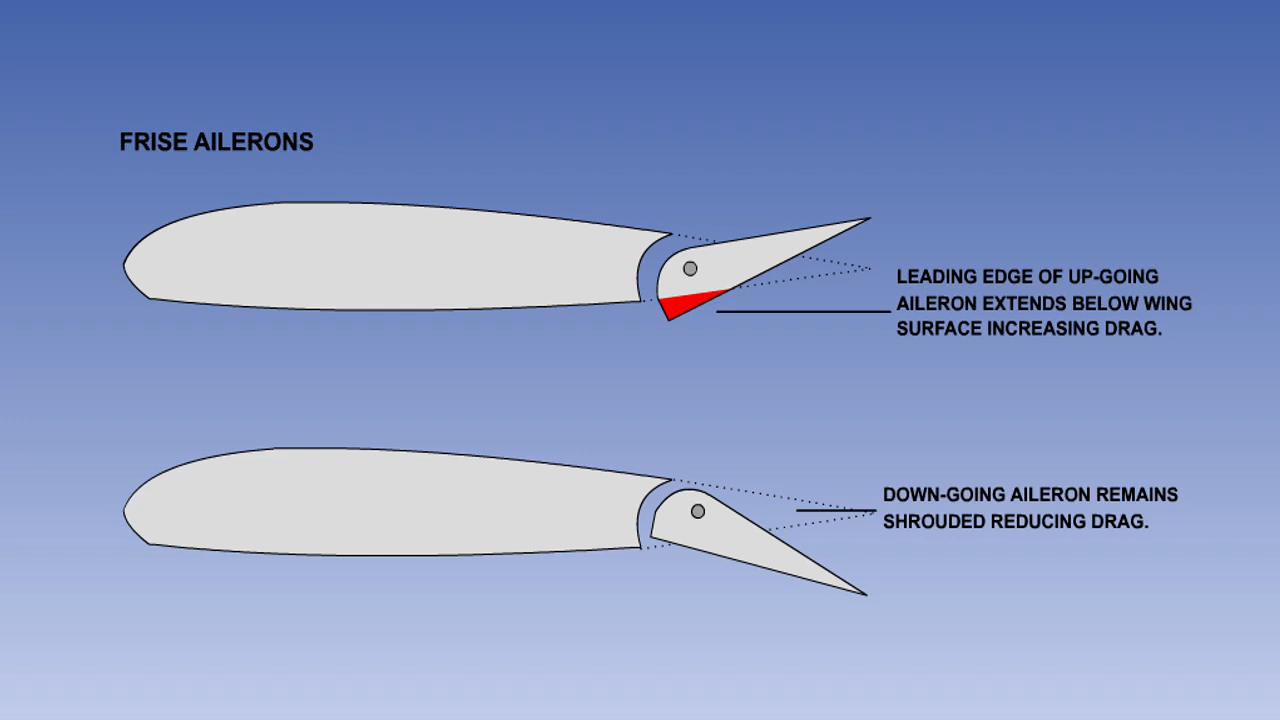 FRISE AILERONS
LEADING EDGE OF UP-GOING
AILERON EXTENDS BELOW WING
SURFACE INCREASING DRAG.
DOWN-GOING AILERON REMAINS
SHROUDED REDUCING DRAG.